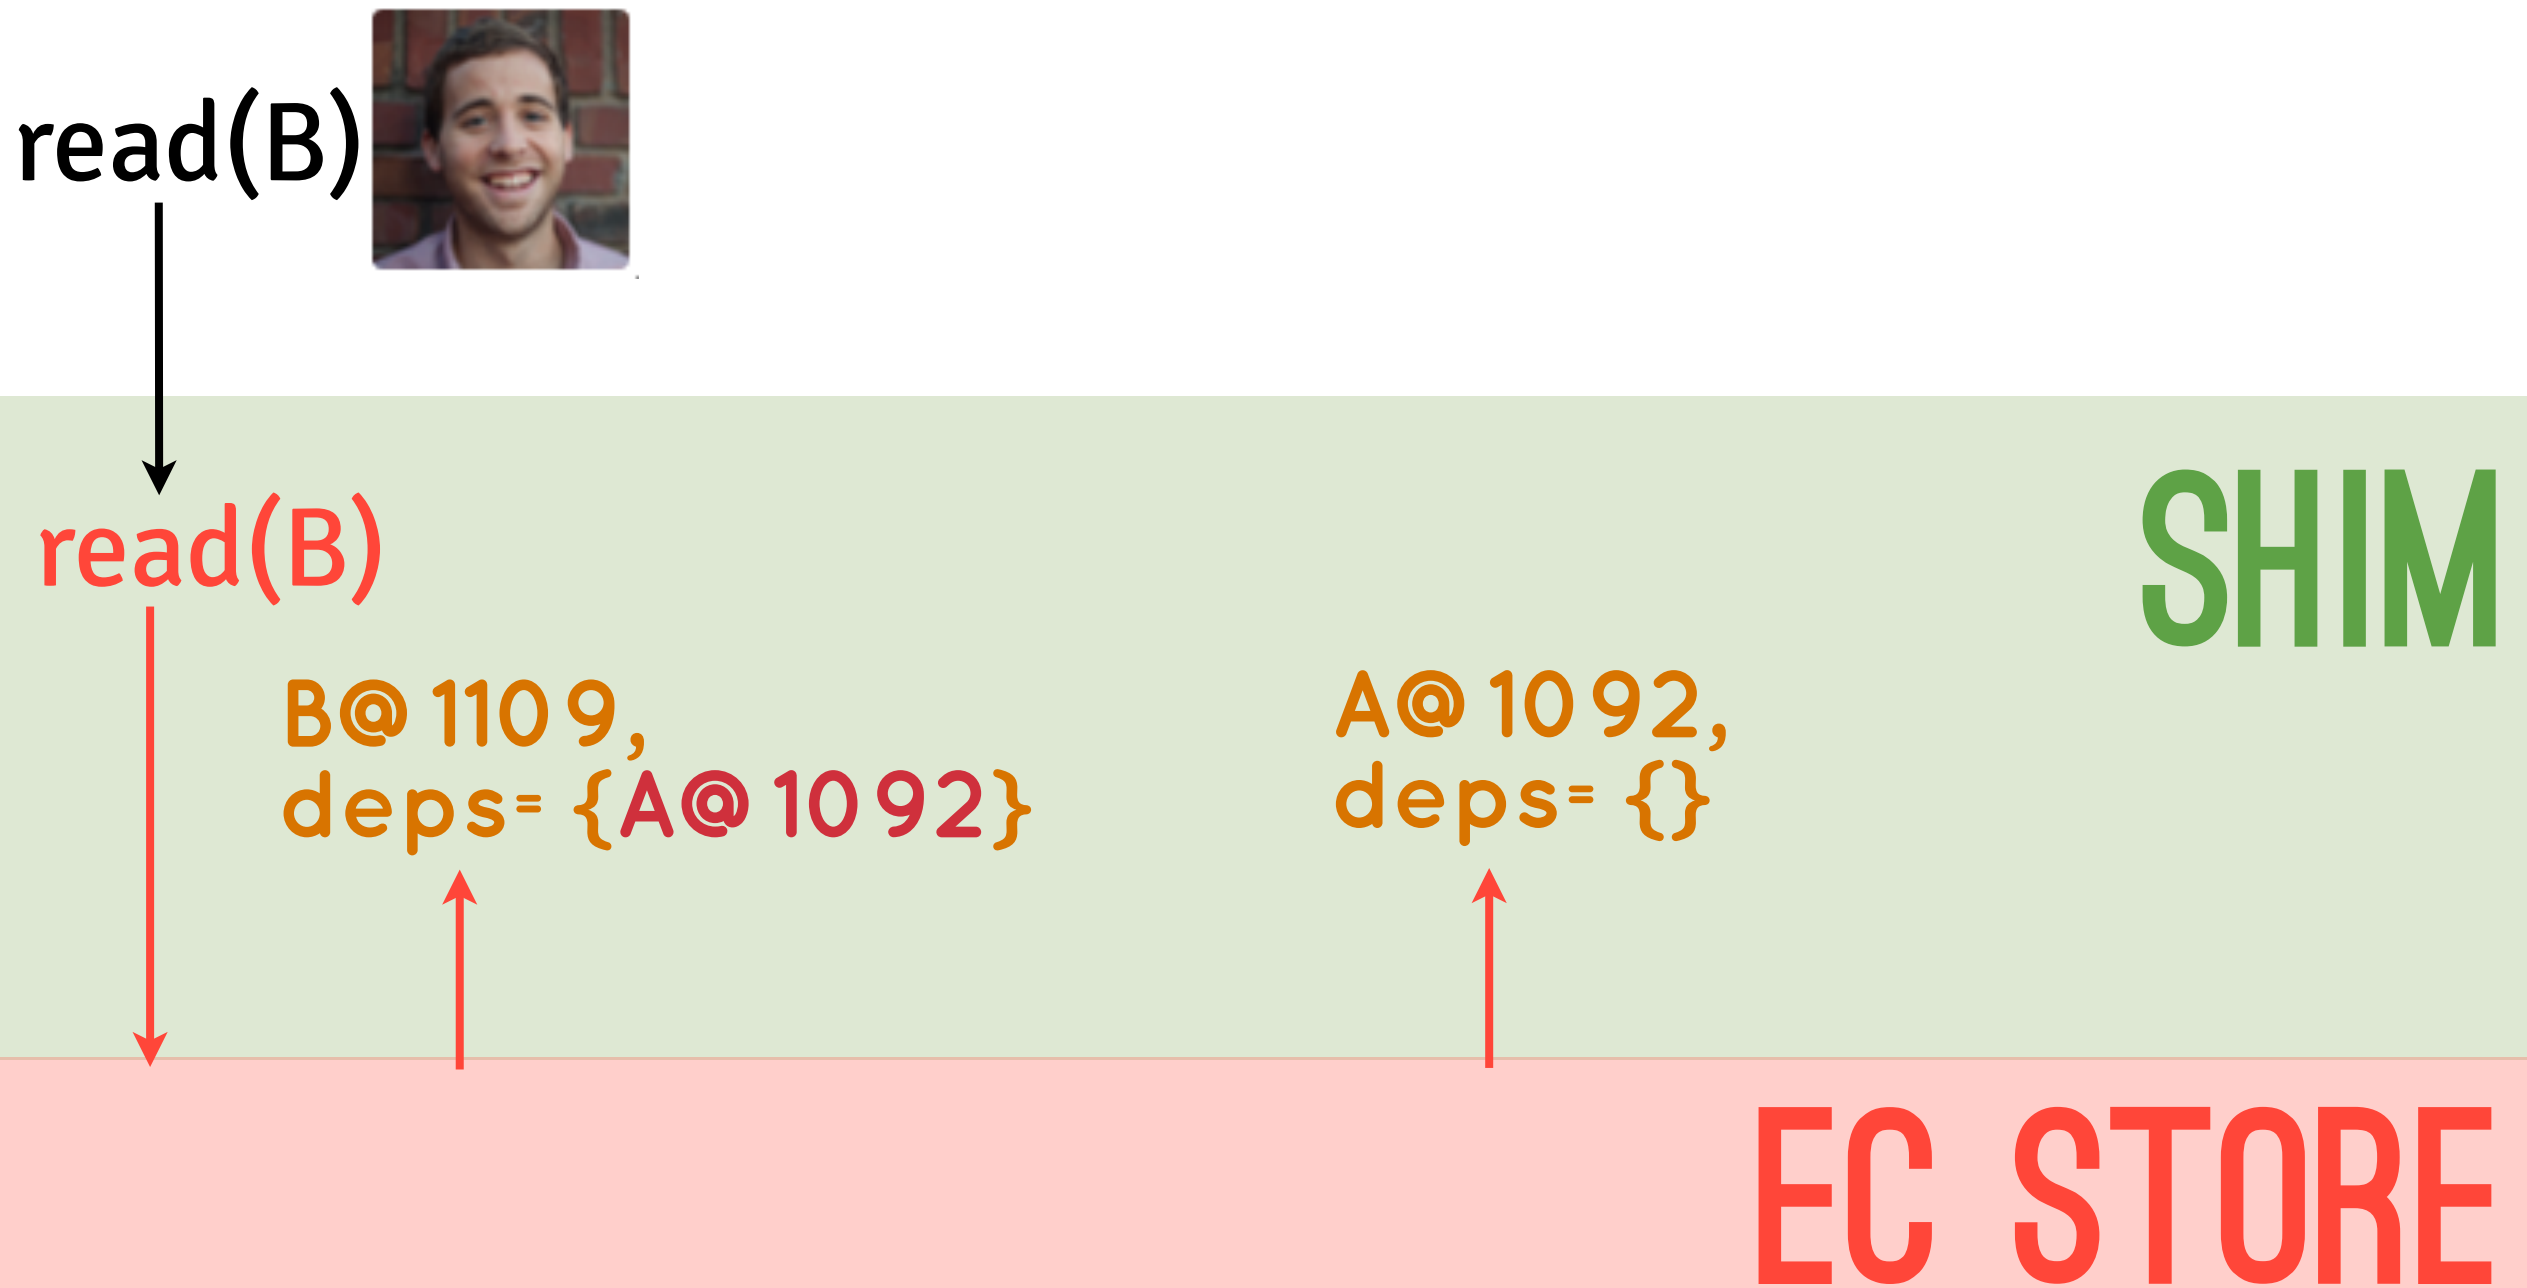 read(B)
SHIM
read(B)
B@1109,
deps= {A@1092}
A@1092,
deps= {}
EC STORE